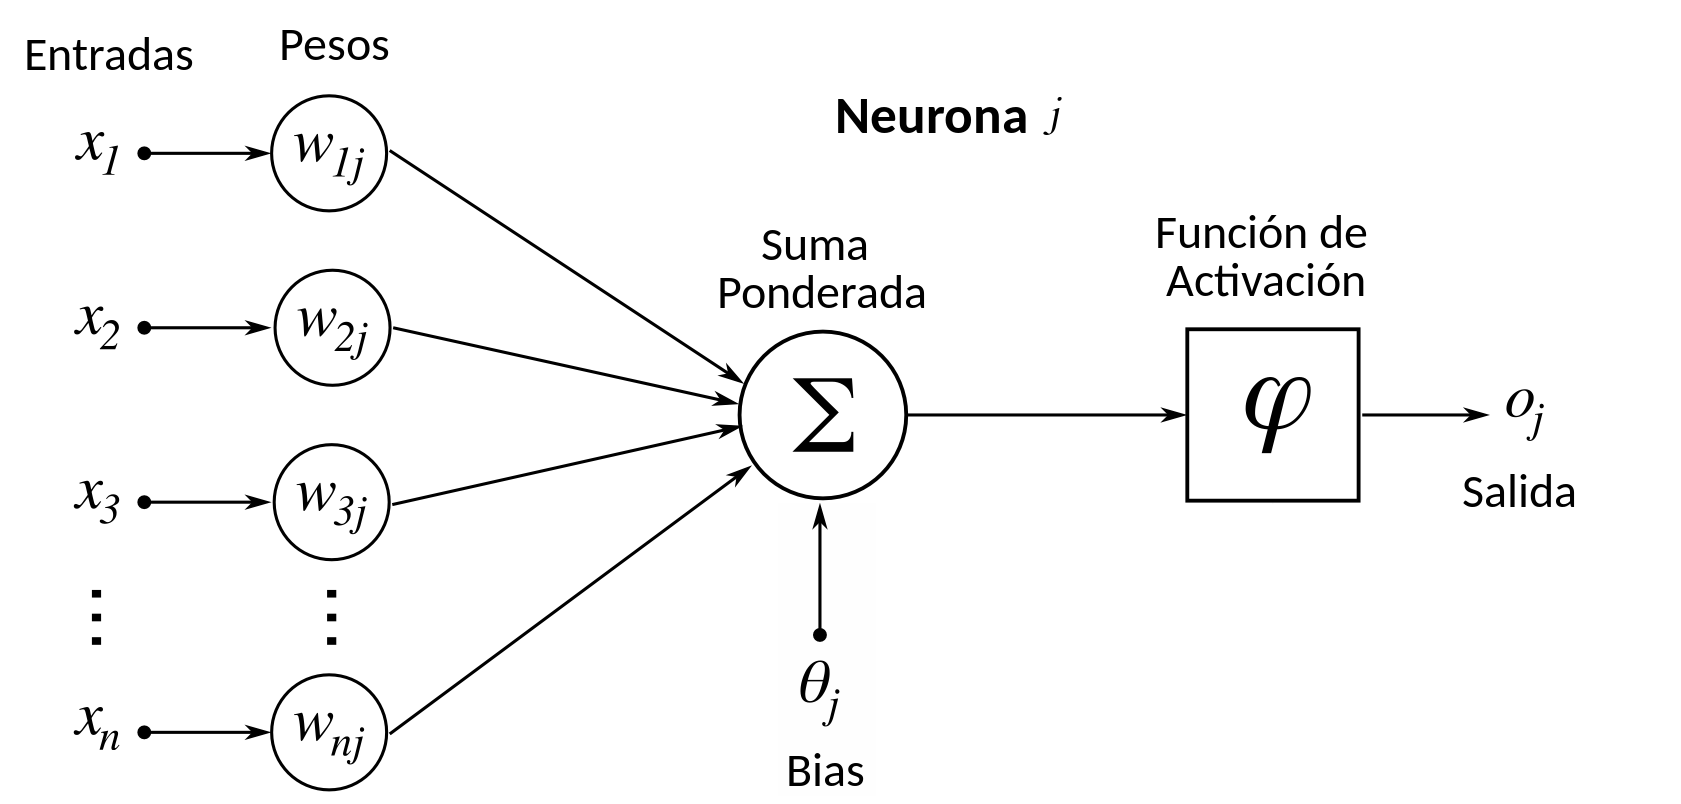 Entradas
Pesos
Neurona j
x1
w1j
Suma
Ponderada
Función de
Activación
x2
w2j
Σ
φ
oj
Salida
x3
w3j
⋮
⋮
xn
wnj
θj
Bias